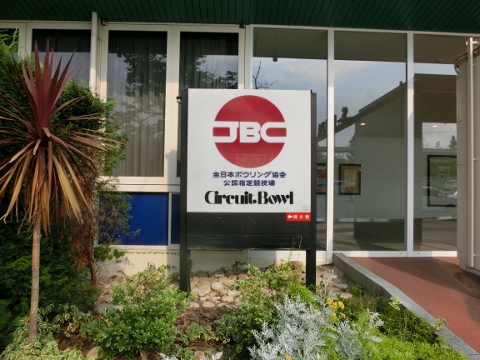 JBC
全日本ボウリング協会
公認指定競技場
Circuit Bowl